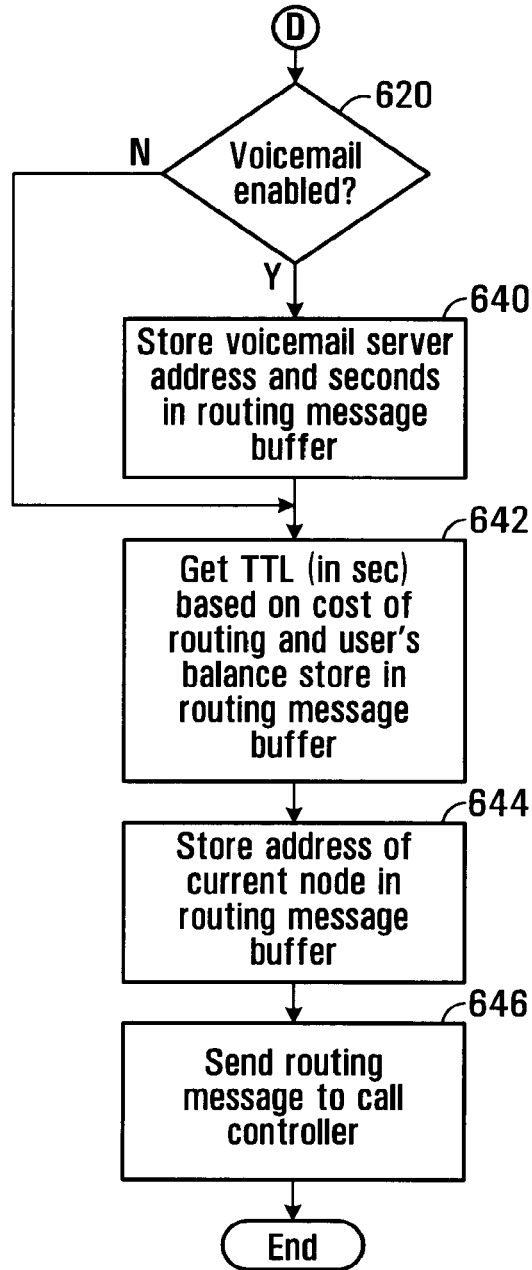 D
620
Voicemail
enabled?
N
Y
640
Store voicemail server
address and seconds
in routing message
buffer
642
Get TTL (in sec)
based on cost of
routing and user's
balance store in
routing message
buffer
644
Store address of
current node in
routing message
buffer
646
Send routing
message to call
controller
End